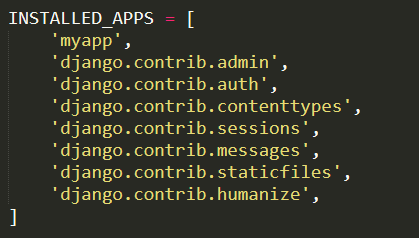 INSTALLED_APPS = [
    'myapp',
    'django.contrib.admin',
    'django.contrib.auth',
    'django.contrib.contenttypes',
    'django.contrib.sessions',
    'django.contrib.messages',
    'django.contrib.staticfiles',
    'django.contrib.humanize',
]